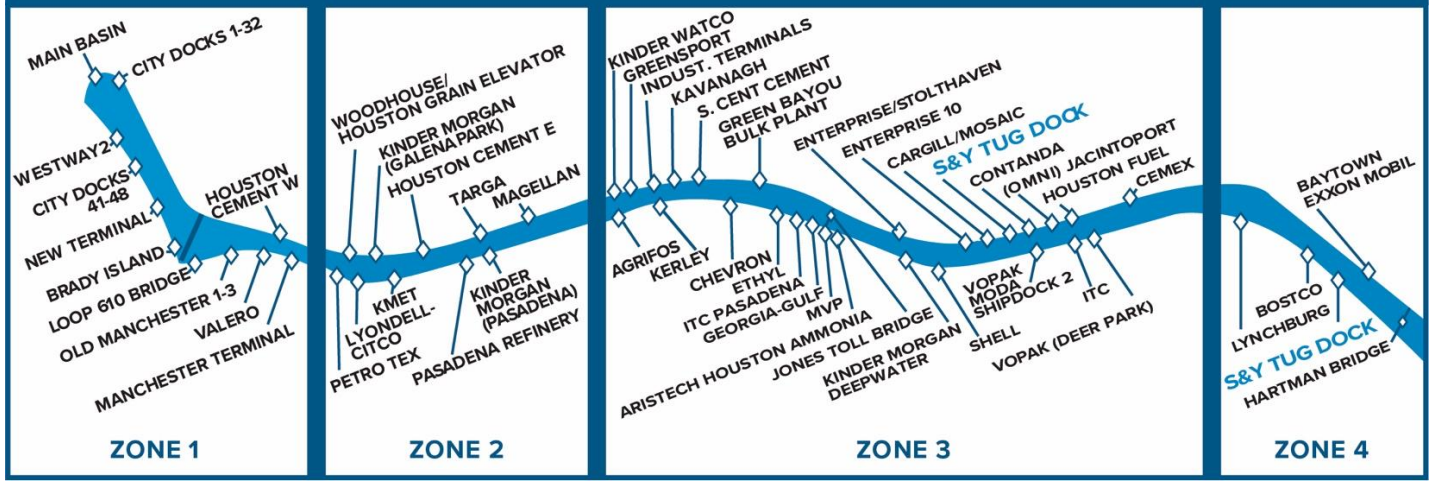 MAIN BASIN
CITY DOCKS 1-32
WESTWAY2
CITY DOCKS
41-48
NEW TERMINAL
BRADY ISLAND
LOOP 610 BRIDGE
OLD MANCHESTER 1-3
VALERO
MANCHESTER TERMINAL
HOUSTON
CEMENT W
ZONE 1
WOODHOUSE/
HOUSTON GRAIN ELEVATOR
KINDER MORGAN
(GALENA PARK)
HOUSTON CEMENT E
TARGA
MAGELLAN
PETRO TEX
LYONDELL-
CITCO
KMET
PASADENA REFINERY
KINDER
MORGAN
(PASADENA)
ZONE 2
KINDER WATCO
GREENSPORT
INDUST. TERMINALS
KAVANAGH
S. CENT CEMENT
GREEN BAYOU
BULK PLANT
ENTERPRISE/STOLTHAVEN
ENTERPRISE 10
CARGILL/MOSAIC
S&Y TUG DOCK
CONTANDA
(OMNI) JACINTOPORT
HOUSTON FUEL
CEMEX
AGRIFOS
KERLEY
CHEVRON
ETHYL
ITC PASADENA
GEORGIA-GULF
MVP
ARISTECH HOUSTON AMMONIA
JONES TOLL BRIDGE
KINDER MORGAN
DEEPWATER
SHELL
VOPAK
MODA
SHIPDOCK 2
ITC
VOPAK (DEER PARK)
ZONE 3
BAYTOWN
EXXON MOBIL
BOSTCO
LYNCHBURG
S&Y TUG DOCK
HARTMAN BRIDGE
ZONE 4